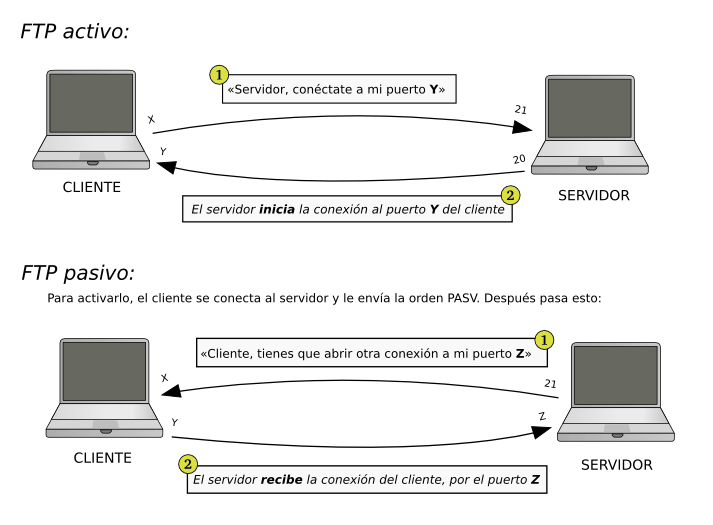 FTP activo:
1
«Servidor, conéctate a mi puerto Y»
X
21
Y
20
CLIENTE
SERVIDOR
2
El servidor inicia la conexión al puerto Y del cliente
FTP pasivo:
Para activarlo, el cliente se conecta al servidor y le envía la orden PASV. Después pasa esto:
1
«Cliente, tienes que abrir otra conexión a mi puerto Z»
X
21
Y
Z
CLIENTE
SERVIDOR
2
El servidor recibe la conexión del cliente, por el puerto Z